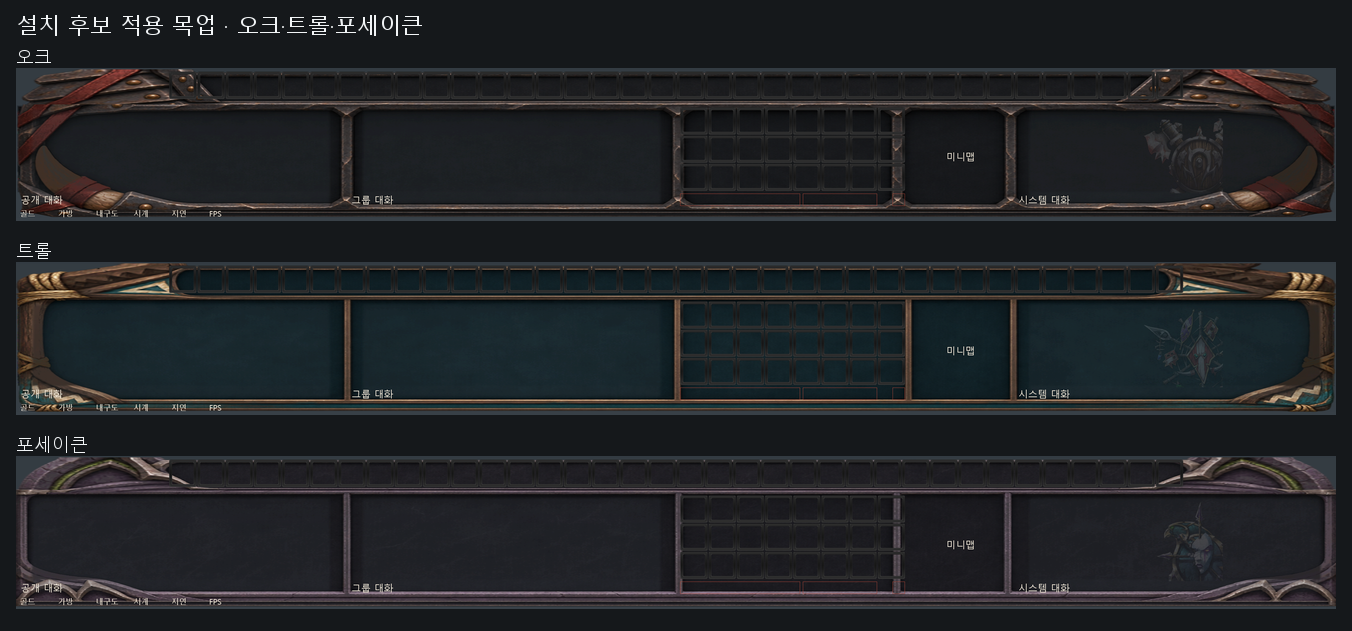 설치 후보 적용 목업 · 오크·트롤·포세이큰
오크
미니맵
공개 대화 그룹 대화 시스템 대화
골드 가방 내구도 시계 지연 FPS
트롤
미니맵
공개 대화 그룹 대화 시스템 대화
골드 가방 내구도 시계 지연 FPS
포세이큰
미니맵
공개 대화 그룹 대화 시스템 대화
골드 가방 내구도 시계 지연 FPS